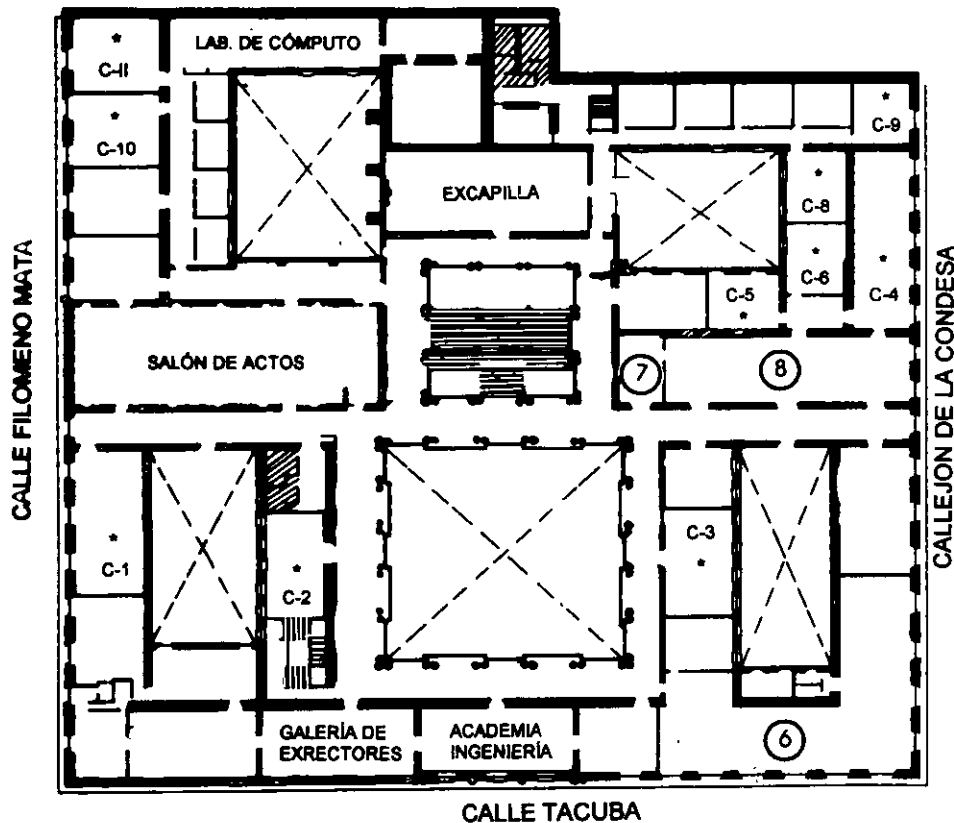 LAB. DE CÓMPUTO
* C-11
* C-10
* C-9
EXCAPILLA
* C-8
* C-6
C-5 *
* C-4
CALLE FILOMENO MATA
SALÓN DE ACTOS
7
8
CALLEJON DE LA CONDESA
* C-1
* C-2
C-3 *
GALERÍA DE
EXRECTORES
ACADEMIA
INGENIERÍA
6
CALLE TACUBA